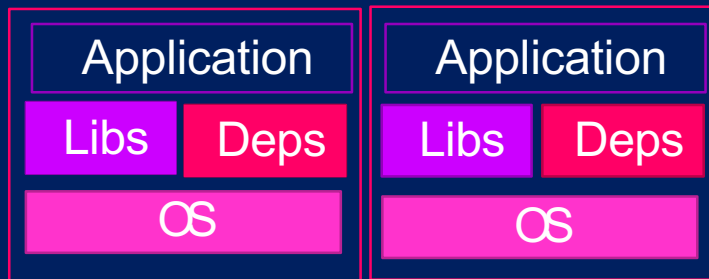 Application
Libs Deps
OS
Application
Libs Deps
OS